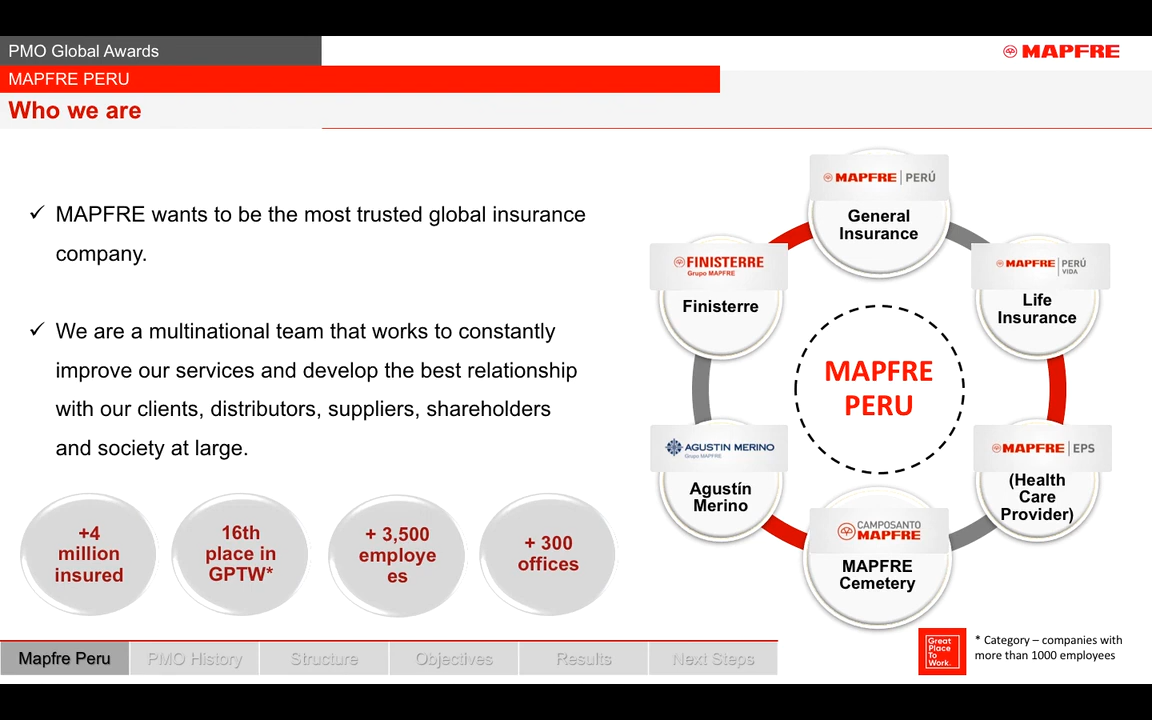 PMO Global Awards
MAPFRE
MAPFRE PERU
Who we are
✓ MAPFRE wants to be the most trusted global insurance
company.
✓ We are a multinational team that works to constantly
improve our services and develop the best relationship
with our clients, distributors, suppliers, shareholders
and society at large.
+4
million
insured
16th
place in
GPTW*
+ 3,500
employe
es
+ 300
offices
MAPFRE | PERÚ
General
Insurance
FINISTERRE
Grupo MAPFRE
Finisterre
MAPFRE | PERÚ
VIDA
Life
Insurance
MAPFRE
PERU
AGUSTIN MERINO
Grupo MAPFRE
Agustín
Merino
MAPFRE | EPS
(Health
Care
Provider)
CAMPOSANTO
MAPFRE
MAPFRE
Cemetery
Great
Place
To
Work.
* Category – companies with
more than 1000 employees
Mapfre Peru
PMO History
Structure
Objectives
Results
Next Steps